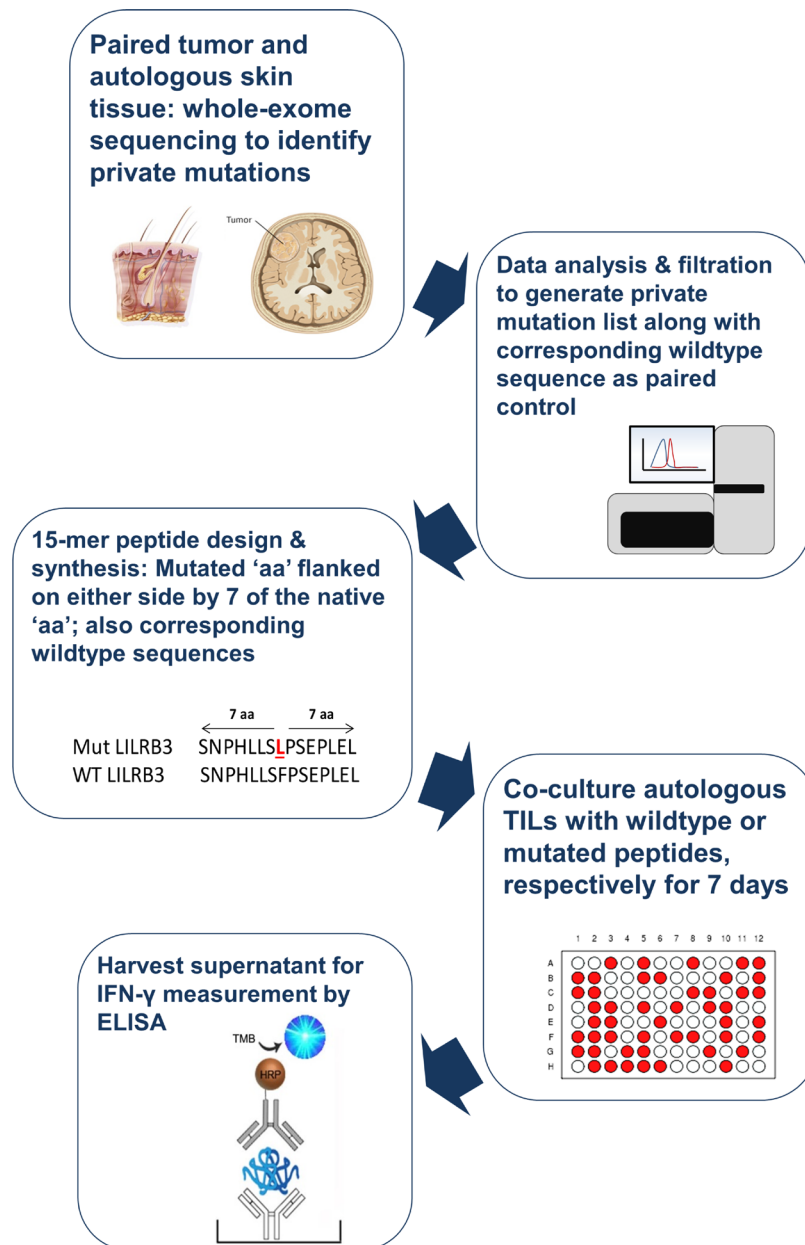 Paired tumor and
autologous skin
tissue: whole-exome
sequencing to identify
private mutations
Tumor
Data analysis & filtration
to generate private
mutation list along with
corresponding wildtype
sequence as paired
control
15-mer peptide design &
synthesis: Mutated ‘aa’ flanked
on either side by 7 of the native
‘aa’; also corresponding
wildtype sequences
7 aa 7 aa
Mut LILRB3 SNPHLLSLPSEPLEL
WT LILRB3 SNPHLLSFPSEPLEL
Co-culture autologous
TILs with wildtype or
mutated peptides,
respectively for 7 days
1 2 3 4 5 6 7 8 9 10 11 12
A
B
C
D
E
F
G
H
Harvest supernatant for
IFN-γ measurement by
ELISA
TMB
HRP